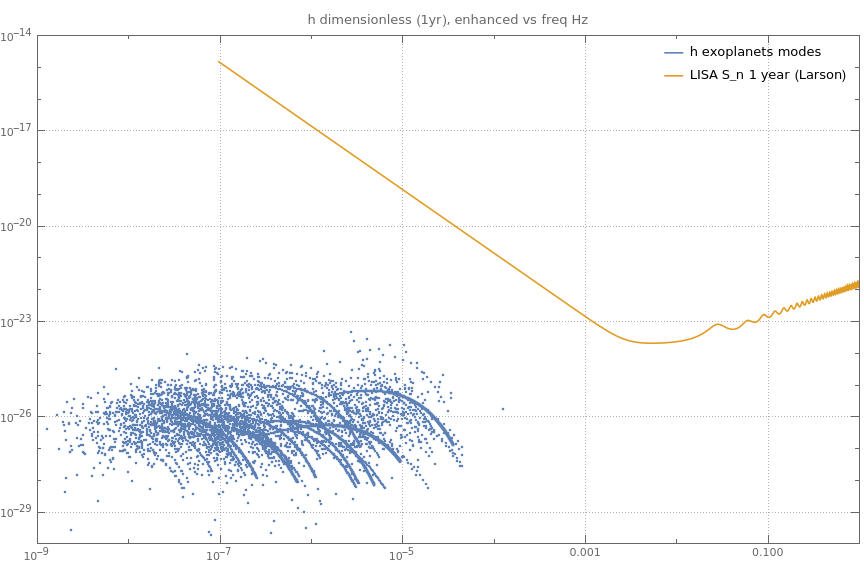 h dimensionless (1yr), enhanced vs freq Hz
10⁻¹⁴
h exoplanets modes
LISA S_n 1 year (Larson)
10⁻¹⁷
10⁻²⁰
10⁻²³
10⁻²⁶
10⁻²⁹
10⁻⁹ 10⁻⁷ 10⁻⁵ 0.001 0.100